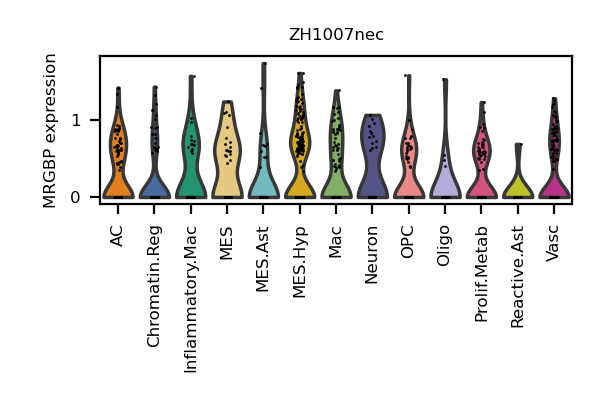 ZH1007nec
MRGBP expression
1
0
AC
Chromatin.Reg
Inflammatory.Mac
MES
MES.Ast
MES.Hyp
Mac
Neuron
OPC
Oligo
Prolif.Metab
Reactive.Ast
Vasc